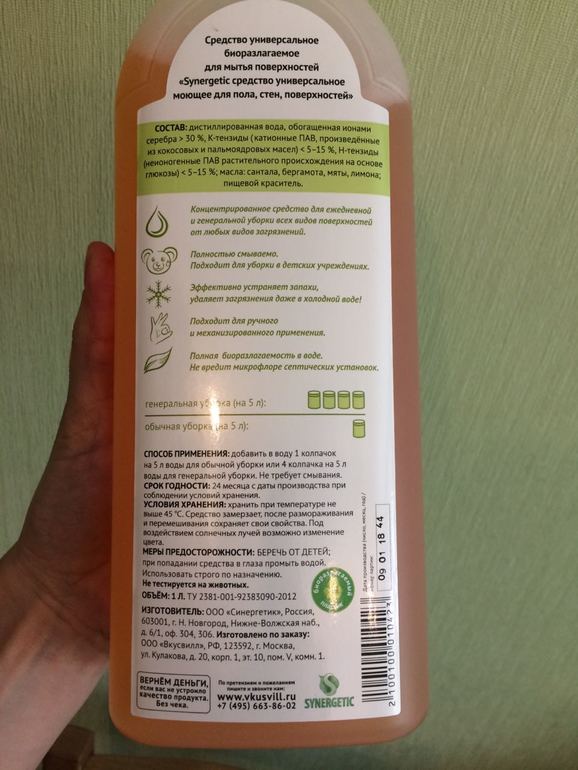 Средство универсальное
биоразлагаемое
для мытья поверхностей
«Synergetic средство универсальное
моющее для пола, стен, поверхностей»
СОСТАВ: дистиллированная вода, обогащенная ионами
серебра > 30 %, К-тензиды (катионные ПАВ, произведённые
из кокосовых и пальмоядровых масел) < 5–15 %, Н-тензиды
(неионогенные ПАВ растительного происхождения на основе
глюкозы) < 5–15 %; масла: сантала, бергамота, мяты, лимона;
пищевой краситель.
Концентрированное средство для ежедневной
и генеральной уборки всех видов поверхностей
от любых видов загрязнений.
Полностью смываемо.
Подходит для уборки в детских учреждениях.
Эффективно устраняет запахи,
удаляет загрязнения даже в холодной воде!
Подходит для ручного
и механизированного применения.
Полная биоразлагаемость в воде.
Не вредит микрофлоре септических установок.
генеральная уборка (на 5 л):
обычная уборка (на 5 л):
СПОСОБ ПРИМЕНЕНИЯ: добавить в воду 1 колпачок
на 5 л воды для обычной уборки или 4 колпачка на 5 л
воды для генеральной уборки. Не требует смывания.
СРОК ГОДНОСТИ: 24 месяца с даты производства при
соблюдении условий хранения.
УСЛОВИЯ ХРАНЕНИЯ: хранить при температуре не
выше 45 °С. Средство замерзает, после размораживания
и перемешивания сохраняет свои свойства. Под
воздействием солнечных лучей возможно изменение
цвета.
МЕРЫ ПРЕДОСТОРОЖНОСТИ: БЕРЕЧЬ ОТ ДЕТЕЙ;
при попадании средства в глаза промыть водой.
Использовать строго по назначению.
Не тестируется на животных.
ОБЪЁМ: 1 Л. ТУ 2381-001-92383090-2012
ИЗГОТОВИТЕЛЬ: ООО «Синергетик», Россия,
603001, г. Н. Новгород, Нижне-Волжская наб.,
д. 6/1, оф. 304, 306. Изготовлено по заказу:
ООО «Вкусвилл», РФ, 123592, г. Москва,
ул. Кулакова, д. 20, корп. 1, эт. 10, пом. V, комн. 1.
биоразлагаемый
Дата производства (число, месяц, год) /
номер партии:
09 01 18 44
2100100010423
ВЕРНЁМ ДЕНЬГИ,
если вас не устроило
качество продукта.
Без чека.
По претензиям и пожеланиям
пишите и звоните нам:
www.vkusvill.ru
+7 (495) 663-86-02
SYNERGETIC